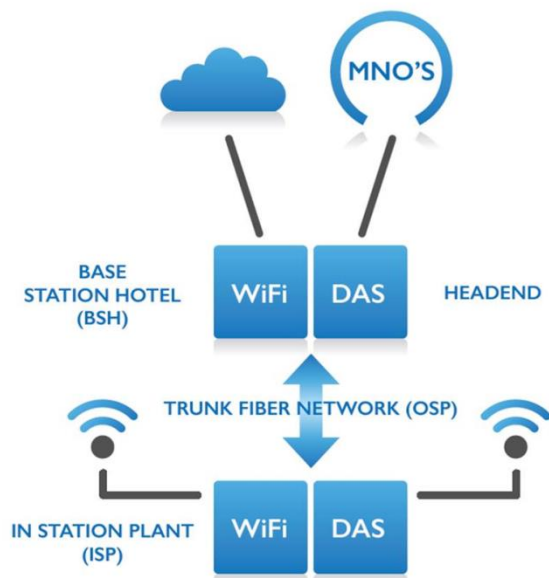 MNO'S
BASE
STATION HOTEL
(BSH)
WiFi
DAS
HEADEND
TRUNK FIBER NETWORK (OSP)
IN STATION PLANT
(ISP)
WiFi
DAS